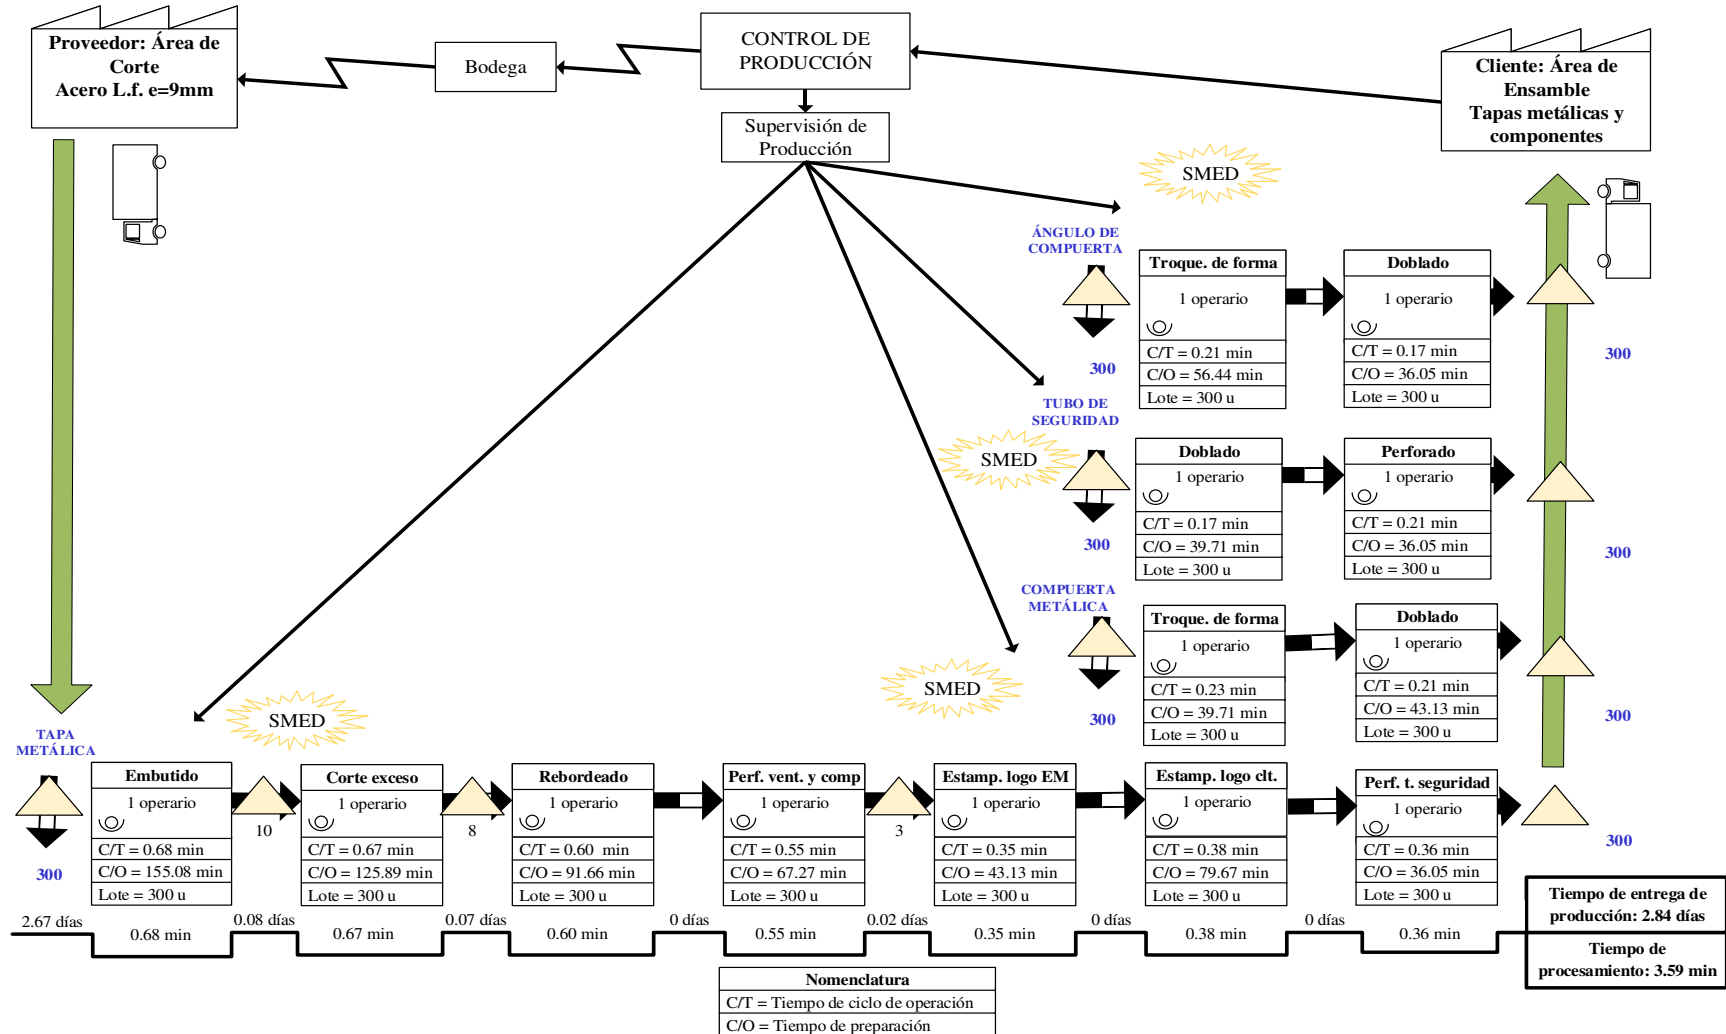 Proveedor: Área de
Corte
Acero L.f. e=9mm
Bodega
CONTROL DE
PRODUCCIÓN
Supervisión de
Producción
Cliente: Área de
Ensamble
Tapas metálicas y
componentes
SMED
ÁNGULO DE
COMPUERTA
300
Troque. de forma
1 operario
C/T = 0.21 min
C/O = 56.44 min
Lote = 300 u
Doblado
1 operario
C/T = 0.17 min
C/O = 36.05 min
Lote = 300 u
300
TUBO DE
SEGURIDAD
SMED
300
Doblado
1 operario
C/T = 0.17 min
C/O = 39.71 min
Lote = 300 u
Perforado
1 operario
C/T = 0.21 min
C/O = 36.05 min
Lote = 300 u
300
COMPUERTA
METÁLICA
SMED
300
Troque. de forma
1 operario
C/T = 0.23 min
C/O = 39.71 min
Lote = 300 u
Doblado
1 operario
C/T = 0.21 min
C/O = 43.13 min
Lote = 300 u
300
SMED
TAPA
METÁLICA
300
Embutido
1 operario
C/T = 0.68 min
C/O = 155.08 min
Lote = 300 u
10
Corte exceso
1 operario
C/T = 0.67 min
C/O = 125.89 min
Lote = 300 u
8
Rebordeado
1 operario
C/T = 0.60 min
C/O = 91.66 min
Lote = 300 u
Perf. vent. y comp
1 operario
C/T = 0.55 min
C/O = 67.27 min
Lote = 300 u
3
Estamp. logo EM
1 operario
C/T = 0.35 min
C/O = 43.13 min
Lote = 300 u
Estamp. logo clt.
1 operario
C/T = 0.38 min
C/O = 79.67 min
Lote = 300 u
Perf. t. seguridad
1 operario
C/T = 0.36 min
C/O = 36.05 min
Lote = 300 u
300
2.67 días
0.68 min
0.08 días
0.67 min
0.07 días
0.60 min
0 días
0.55 min
0.02 días
0.35 min
0 días
0.38 min
0 días
0.36 min
Tiempo de entrega de
producción: 2.84 días
Tiempo de
procesamiento: 3.59 min
Nomenclatura
C/T = Tiempo de ciclo de operación
C/O = Tiempo de preparación